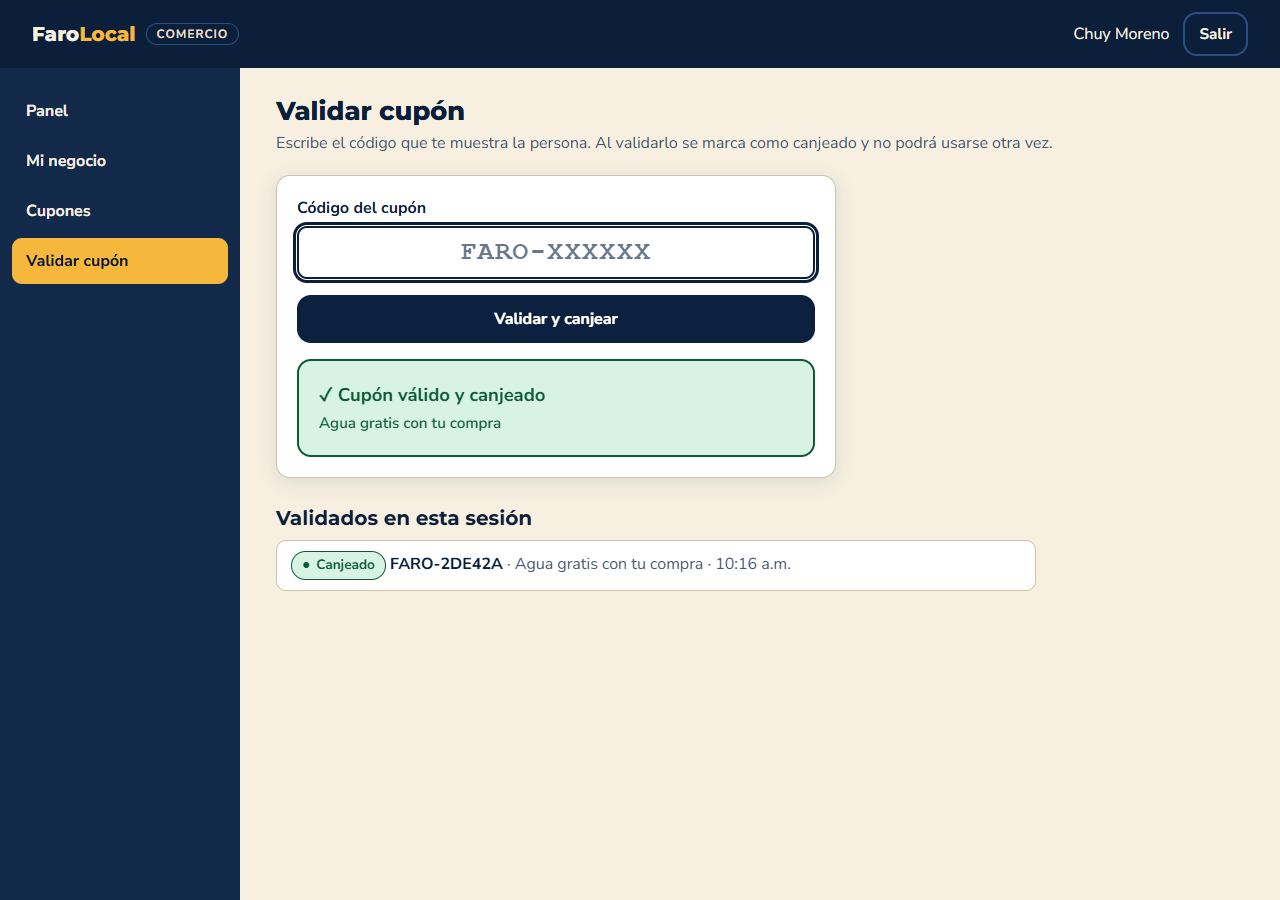 FaroLocal COMERCIO
Chuy Moreno Salir
Panel
Mi negocio
Cupones
Validar cupón
Validar cupón
Escribe el código que te muestra la persona. Al validarlo se marca como canjeado y no podrá usarse otra vez.
Código del cupón
FARO-XXXXXX
Validar y canjear
✓ Cupón válido y canjeado
Agua gratis con tu compra
Validados en esta sesión
● Canjeado FARO-2DE42A · Agua gratis con tu compra · 10:16 a.m.